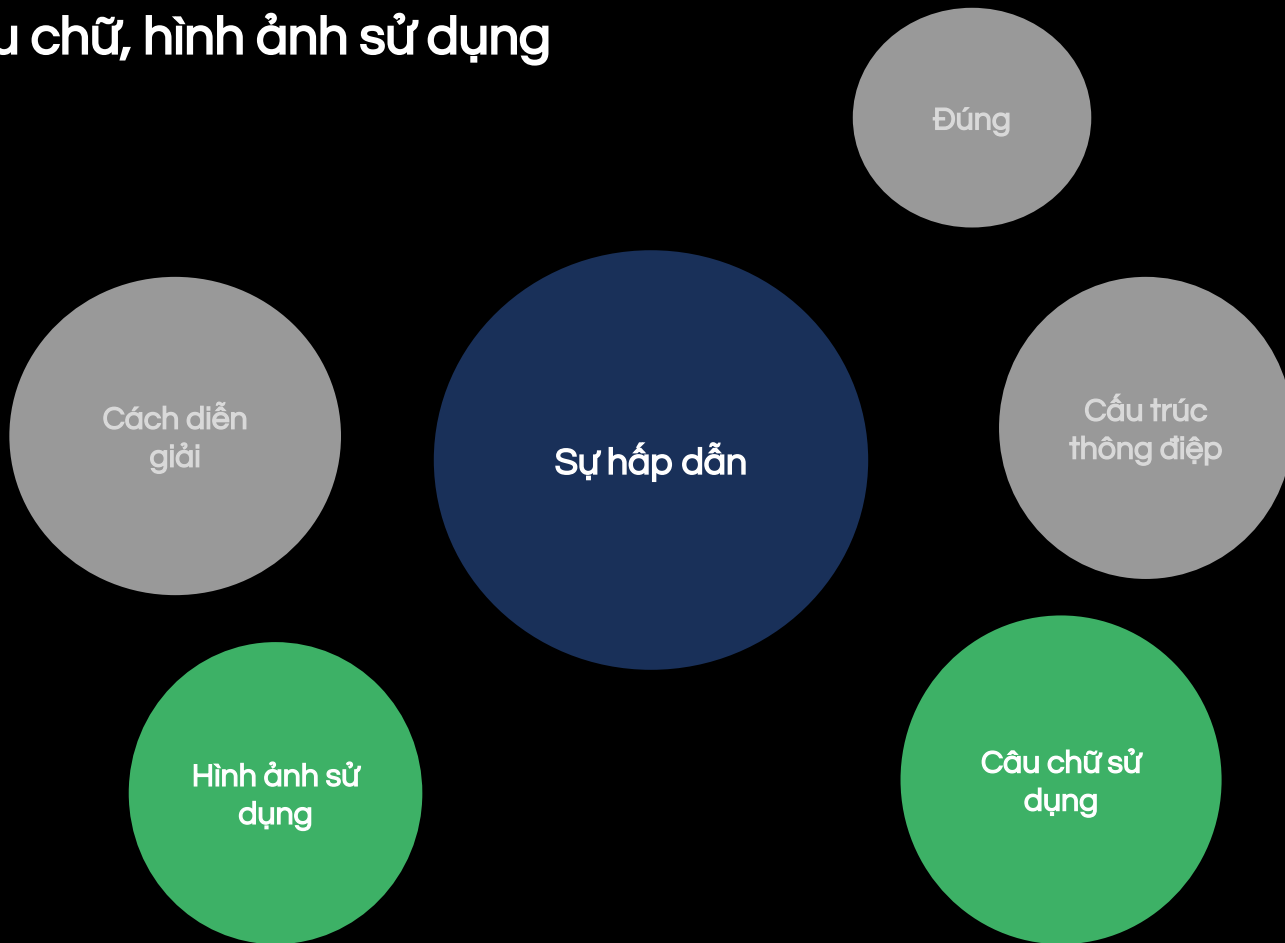 chữ, hình ảnh sử dụng
Đúng
Cách diễn
giải
Sự hấp dẫn
Cấu trúc
thông điệp
Hình ảnh sử
dụng
Câu chữ sử
dụng